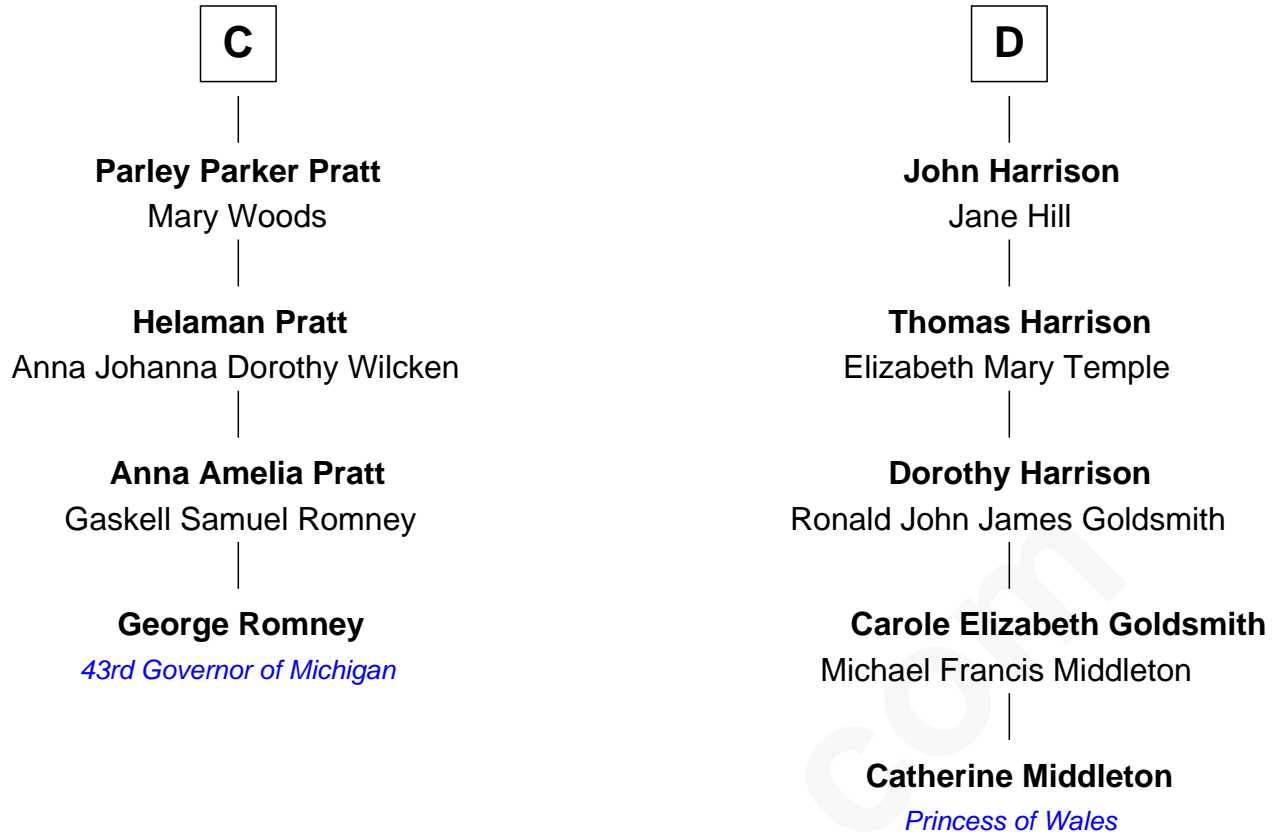 C
Parley Parker Pratt
Mary Woods
Helaman Pratt
Anna Johanna Dorothy Wilcken
Anna Amelia Pratt
Gaskell Samuel Romney
George Romney
43rd Governor of Michigan
D
John Harrison
Jane Hill
Thomas Harrison
Elizabeth Mary Temple
Dorothy Harrison
Ronald John James Goldsmith
Carole Elizabeth Goldsmith
Michael Francis Middleton
Catherine Middleton
Princess of Wales
com